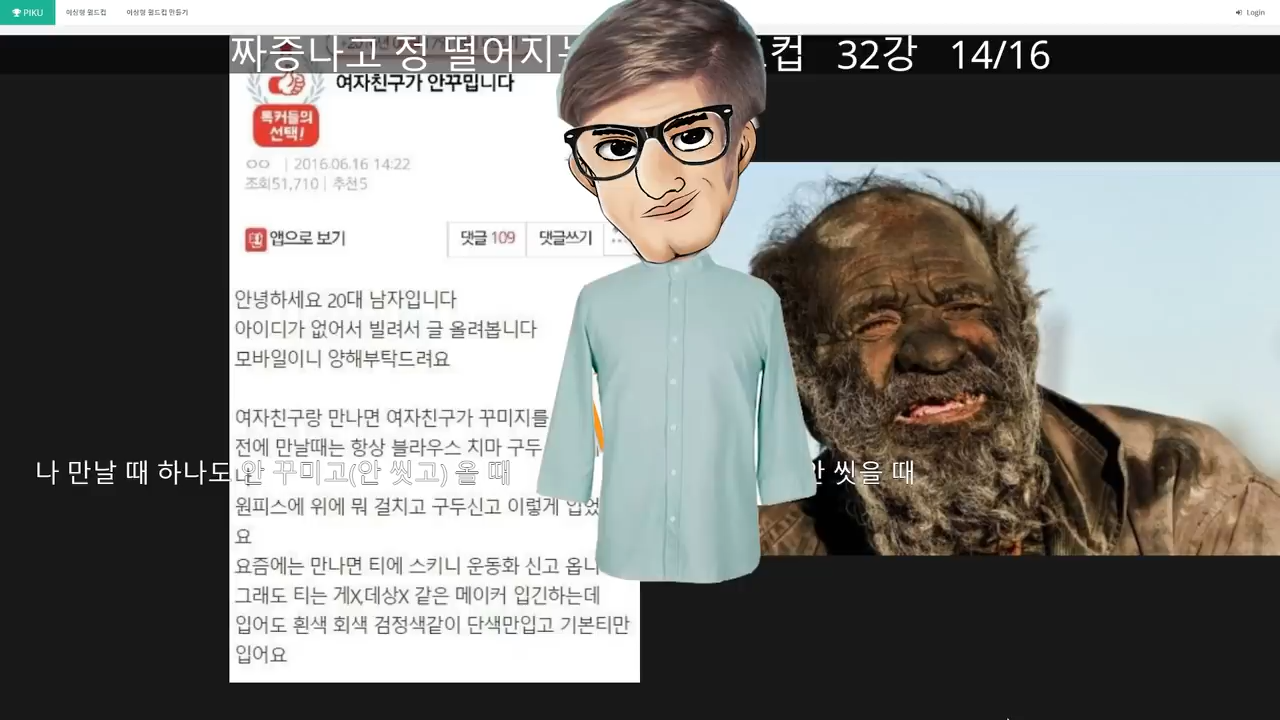 PIKU 이상형 월드컵 이상형 월드컵 만들기 Login
짜증나고 정 떨어지는 컵 32강 14/16
여자친구가 안꾸밉니다
톡커들의
선택!
ㅇㅇ | 2016.06.16 14:22
조회51,710 | 추천5
앱으로 보기 댓글 109 댓글쓰기
안녕하세요 20대 남자입니다
아이디가 없어서 빌려서 글 올려봅니다
모바일이니 양해부탁드려요
여자친구랑 만나면 여자친구가 꾸미지를
전에 만날때는 항상 블라우스 치마 구두
나 만날 때 하나도 안 꾸미고(안 씻고) 올 때
안 씻을 때
원피스에 위에 뭐 걸치고 구두신고 이렇게 입었
요
요즘에는 만나면 티에 스키니 운동화 신고 옵니
그래도 티는 게X,데상X 같은 메이커 입긴하는데
입어도 흰색 회색 검정색같이 단색만입고 기본티만
입어요